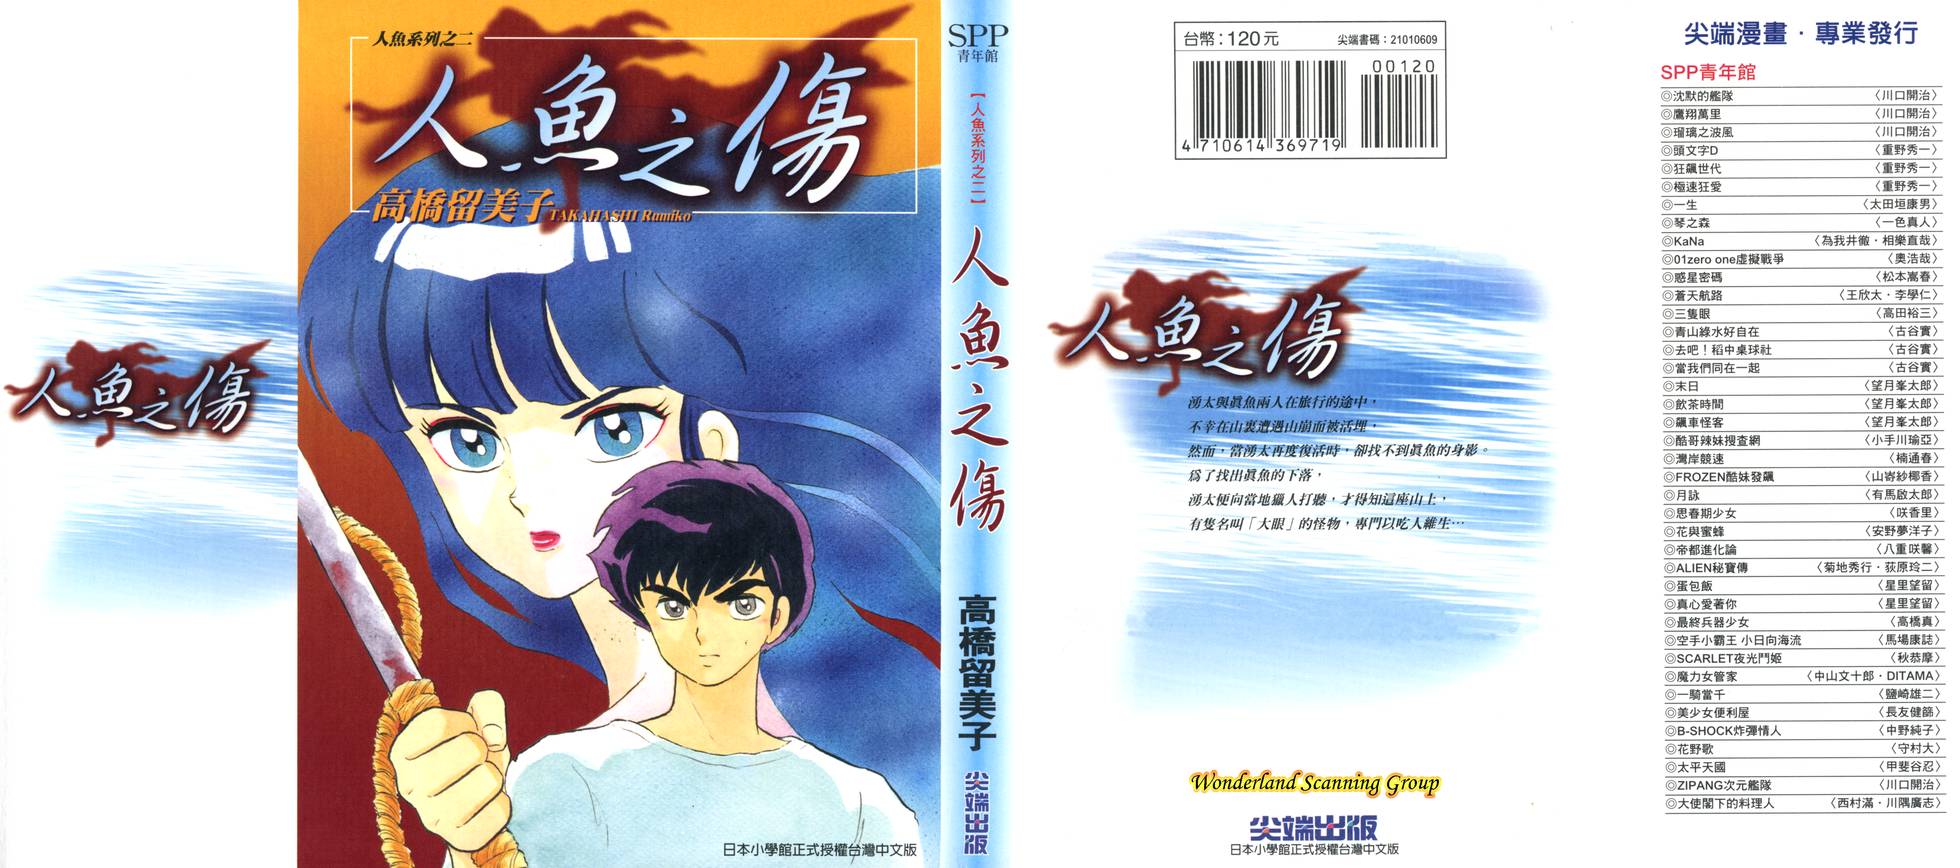 人魚之傷
人魚系列之二
人魚之傷
高橋留美子 TAKAHASHI Rumiko
日本小學館正式授權台灣中文版
SPP
青年館
【人魚系列之二】
人魚之傷
高橋留美子
尖端出版
台幣：120元 尖端書碼：21010609
00120
4 710614 369719
人魚之傷
湧太與眞魚兩人在旅行的途中，
不幸在山裏遭遇山崩而被活埋，
然而，當湧太再度復活時，卻找不到眞魚的身影。
爲了找出眞魚的下落，
湧太便向當地獵人打聽，才得知這座山上，
有隻名叫「大眼」的怪物，專門以吃人維生…
Wonderland Scanning Group
尖端出版
日本小學館正式授權台灣中文版
尖端漫畫．專業發行
SPP青年館
◎沈默的艦隊 〈川口開治〉
◎鷹翔萬里 〈川口開治〉
◎瑠璃之波風 〈川口開治〉
◎頭文字D 〈重野秀一〉
◎狂飆世代 〈重野秀一〉
◎極速狂愛 〈重野秀一〉
◎一生 〈太田垣康男〉
◎琴之森 〈一色真人〉
◎KaNa 〈為我井徹．相樂直哉〉
◎01zero one虛擬戰爭 〈奧浩哉〉
◎惑星密碼 〈松本嵩春〉
◎蒼天航路 〈王欣太．李學仁〉
◎三隻眼 〈高田裕三〉
◎青山綠水好自在 〈古谷實〉
◎去吧！稻中桌球社 〈古谷實〉
◎當我們同在一起 〈古谷實〉
◎末日 〈望月峯太郎〉
◎飲茶時間 〈望月峯太郎〉
◎飆車怪客 〈望月峯太郎〉
◎酷哥辣妹搜查網 〈小手川瑜亞〉
◎灣岸競速 〈楠通春〉
◎FROZEN酷妹發飆 〈山嵜紗椰香〉
◎月詠 〈有馬啟太郎〉
◎思春期少女 〈咲香里〉
◎花與蜜蜂 〈安野夢洋子〉
◎帝都進化論 〈八重咲馨〉
◎ALIEN秘寶傳 〈菊地秀行．荻原玲二〉
◎蛋包飯 〈星里望留〉
◎真心愛著你 〈星里望留〉
◎最終兵器少女 〈高橋真〉
◎空手小霸王 小日向海流 〈馬場康誌〉
◎SCARLET夜光鬥姬 〈秋恭摩〉
◎魔力女管家 〈中山文十郎．DITAMA〉
◎一騎當千 〈鹽崎雄二〉
◎美少女便利屋 〈長友健篩〉
◎B-SHOCK炸彈情人 〈中野純子〉
◎花野歌 〈守村大〉
◎太平天國 〈甲斐谷忍〉
◎ZIPANG次元艦隊 〈川口開治〉
◎大使閣下的料理人 〈西村滿．川隅廣志〉